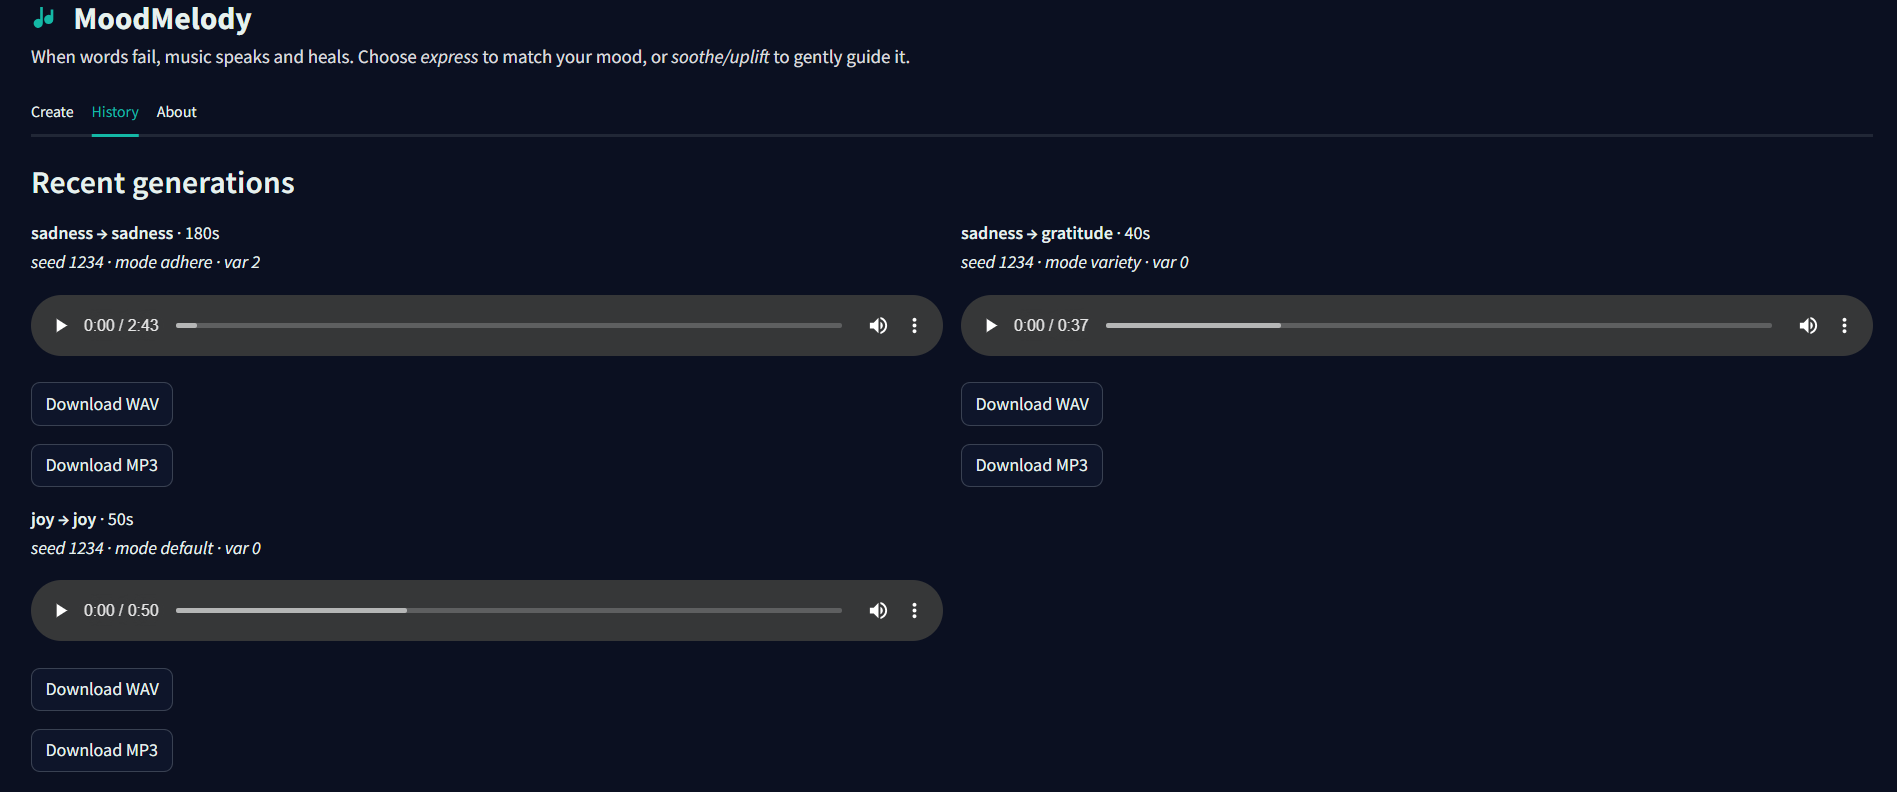 MoodMelody
When words fail, music speaks and heals. Choose express to match your mood, or soothe/uplift to gently guide it.
Create History About
Recent generations
sadness → sadness · 180s
seed 1234 · mode adhere · var 2
0:00 / 2:43
Download WAV
Download MP3
sadness → gratitude · 40s
seed 1234 · mode variety · var 0
0:00 / 0:37
Download WAV
Download MP3
joy → joy · 50s
seed 1234 · mode default · var 0
0:00 / 0:50
Download WAV
Download MP3